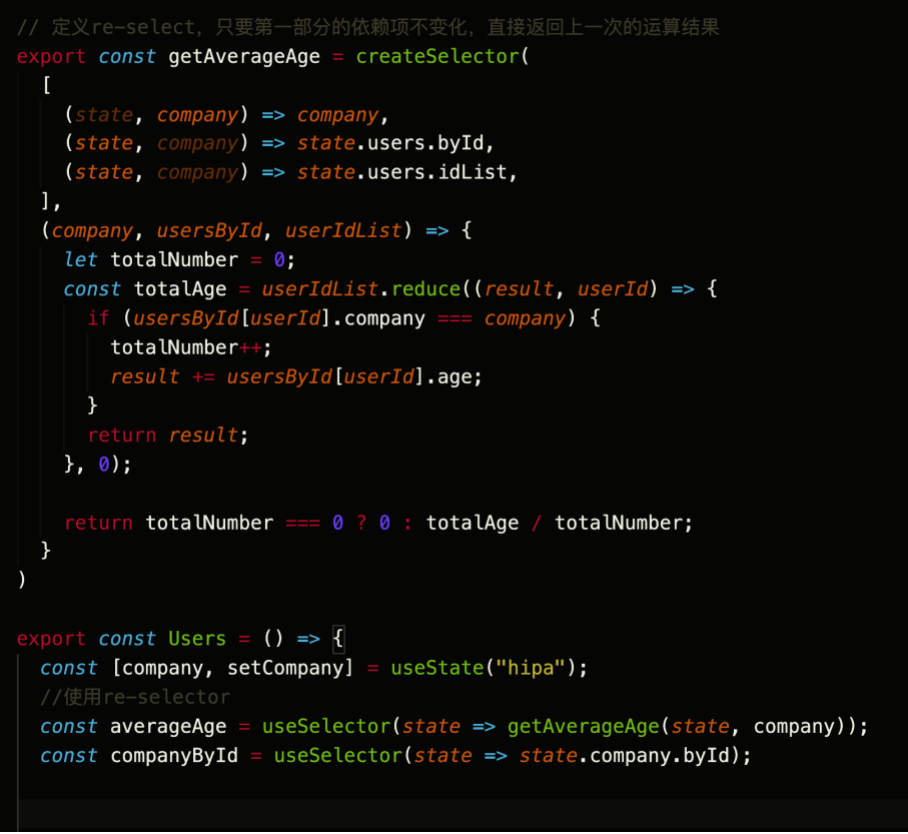 // 定义re-select，只要第一部分的依赖项不变化，直接返回上一次的运算结果
export const getAverageAge = createSelector(
  [
    (state, company) => company,
    (state, company) => state.users.byId,
    (state, company) => state.users.idList,
  ],
  (company, usersById, userIdList) => {
    let totalNumber = 0;
    const totalAge = userIdList.reduce((result, userId) => {
      if (usersById[userId].company === company) {
        totalNumber++;
        result += usersById[userId].age;
      }
      return result;
    }, 0);

    return totalNumber === 0 ? 0 : totalAge / totalNumber;
  }
)

export const Users = () => {
  const [company, setCompany] = useState("hipa");
  //使用re-selector
  const averageAge = useSelector(state => getAverageAge(state, company));
  const companyById = useSelector(state => state.company.byId);